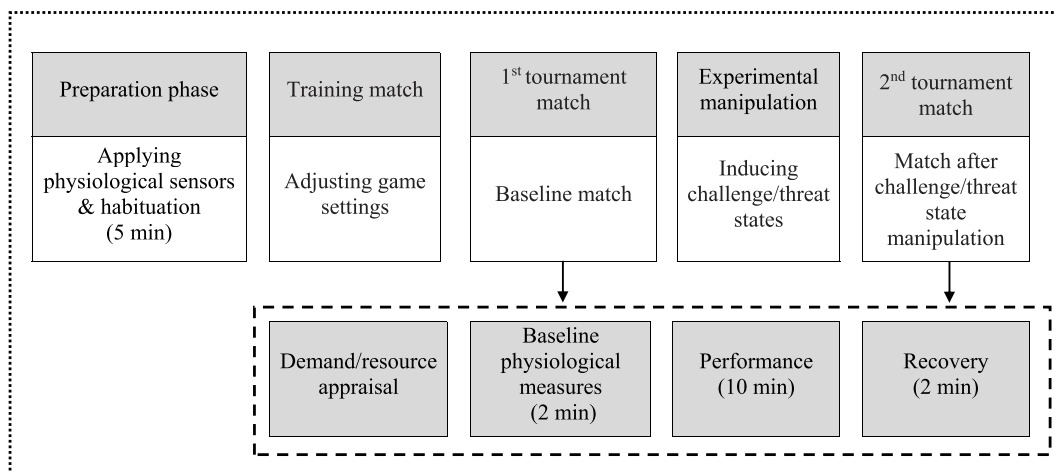 Preparation phase
Applying
physiological sensors
& habituation
(5 min)
Training match
Adjusting game
settings
1st tournament
match
Baseline match
Experimental
manipulation
Inducing
challenge/threat
states
2nd tournament
match
Match after
challenge/threat
state
manipulation
Demand/resource
appraisal
Baseline
physiological
measures
(2 min)
Performance
(10 min)
Recovery
(2 min)